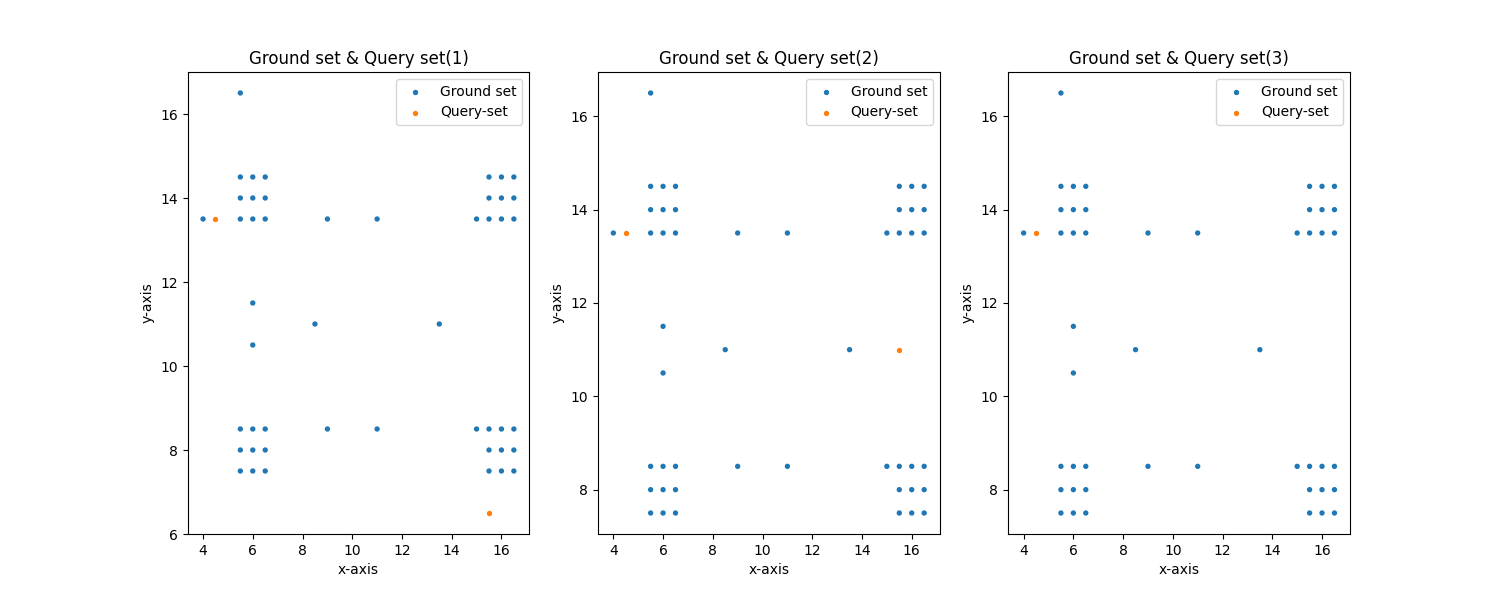 Ground set & Query set(1)
Ground set
Query-set
16
14
12
10
8
6
y-axis
4 6 8 10 12 14 16
x-axis
Ground set & Query set(2)
Ground set
Query-set
16
14
12
10
8
y-axis
4 6 8 10 12 14 16
x-axis
Ground set & Query set(3)
Ground set
Query-set
16
14
12
10
8
y-axis
4 6 8 10 12 14 16
x-axis